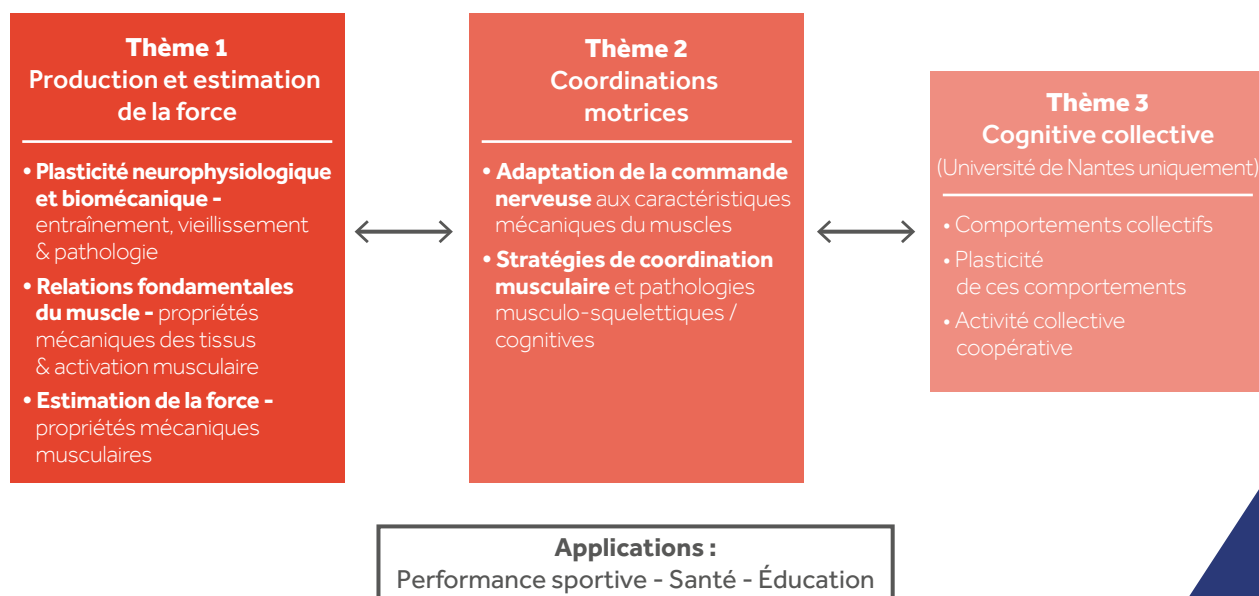 Thème 1
Production et estimation
de la force
• Plasticité neurophysiologique
et biomécanique -
entraînement, vieillissement
& pathologie
• Relations fondamentales
du muscle - propriétés
mécaniques des tissus
& activation musculaire
• Estimation de la force -
propriétés mécaniques
musculaires
Thème 2
Coordinations
motrices
• Adaptation de la commande
nerveuse aux caractéristiques
mécaniques du muscles
• Stratégies de coordination
musculaire et pathologies
musculo-squelettiques /
cognitives
Thème 3
Cognitive collective
(Université de Nantes uniquement)
• Comportements collectifs
• Plasticité
de ces comportements
• Activité collective
coopérative
Applications :
Performance sportive - Santé - Éducation